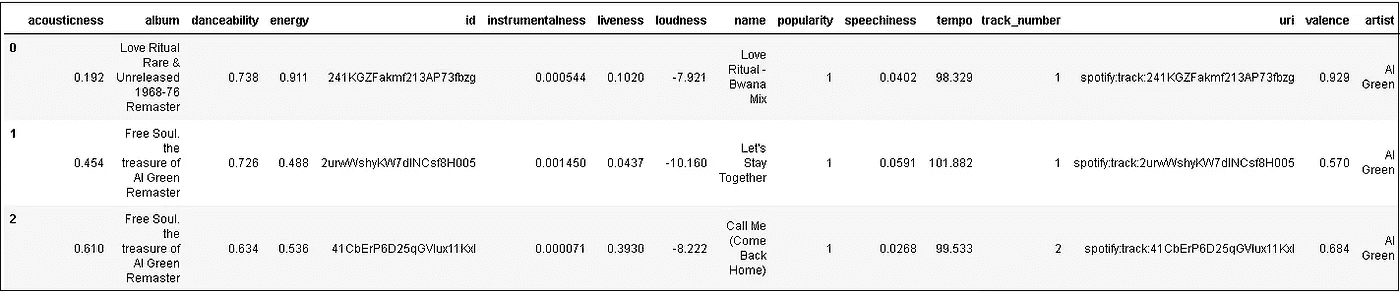 acousticness album danceability energy id instrumentalness liveness loudness name popularity speechiness tempo track_number uri valence artist
0
0.192 Love Ritual Rare & Unreleased 1968-76 Remaster 0.738 0.911 241KGZFakmf213AP73fbzg 0.000544 0.1020 -7.921 Love Ritual - Bwana Mix 1 0.0402 98.329 1 spotify:track:241KGZFakmf213AP73fbzg 0.929 Al Green
1
0.454 Free Soul. the treasure of Al Green Remaster 0.726 0.488 2urwWshyKW7dlNCsf8H005 0.001450 0.0437 -10.160 Let's Stay Together 1 0.0591 101.882 1 spotify:track:2urwWshyKW7dlNCsf8H005 0.570 Al Green
2
0.610 Free Soul. the treasure of Al Green Remaster 0.634 0.536 41CbErP6D25qGVlux11Kxl 0.000071 0.3930 -8.222 Call Me (Come Back Home) 1 0.0268 99.533 2 spotify:track:41CbErP6D25qGVlux11Kxl 0.684 Al Green